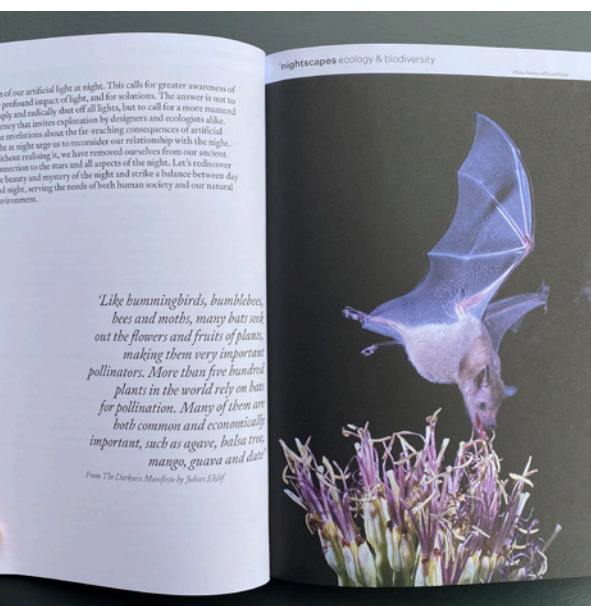 of our artificial light at night. This calls for greater awareness of
profound impact of light, and for solutions. The answer is not to
and radically shut off all lights, but to call for a more nuanced
that invites exploration by designers and ecologists alike.
revelations about the far-reaching consequences of artificial
at night urge us to reconsider our relationship with the night.
without realising it, we have removed ourselves from our ancient
connection to the stars and all aspects of the night. Let's rediscover
beauty and mystery of the night and strike a balance between day
night, serving the needs of both human society and our natural
environment.
'Like hummingbirds, bumblebees,
bees and moths, many bats seek
out the flowers and fruits of plants,
making them very important
pollinators. More than five hundred
plants in the world rely on bats
for pollination. Many of them are
both common and economically
important, such as agave, balsa tree,
mango, guava and date'
From The Darkness Manifesto by Johan Eklöf
'nightscapes ecology & biodiversity